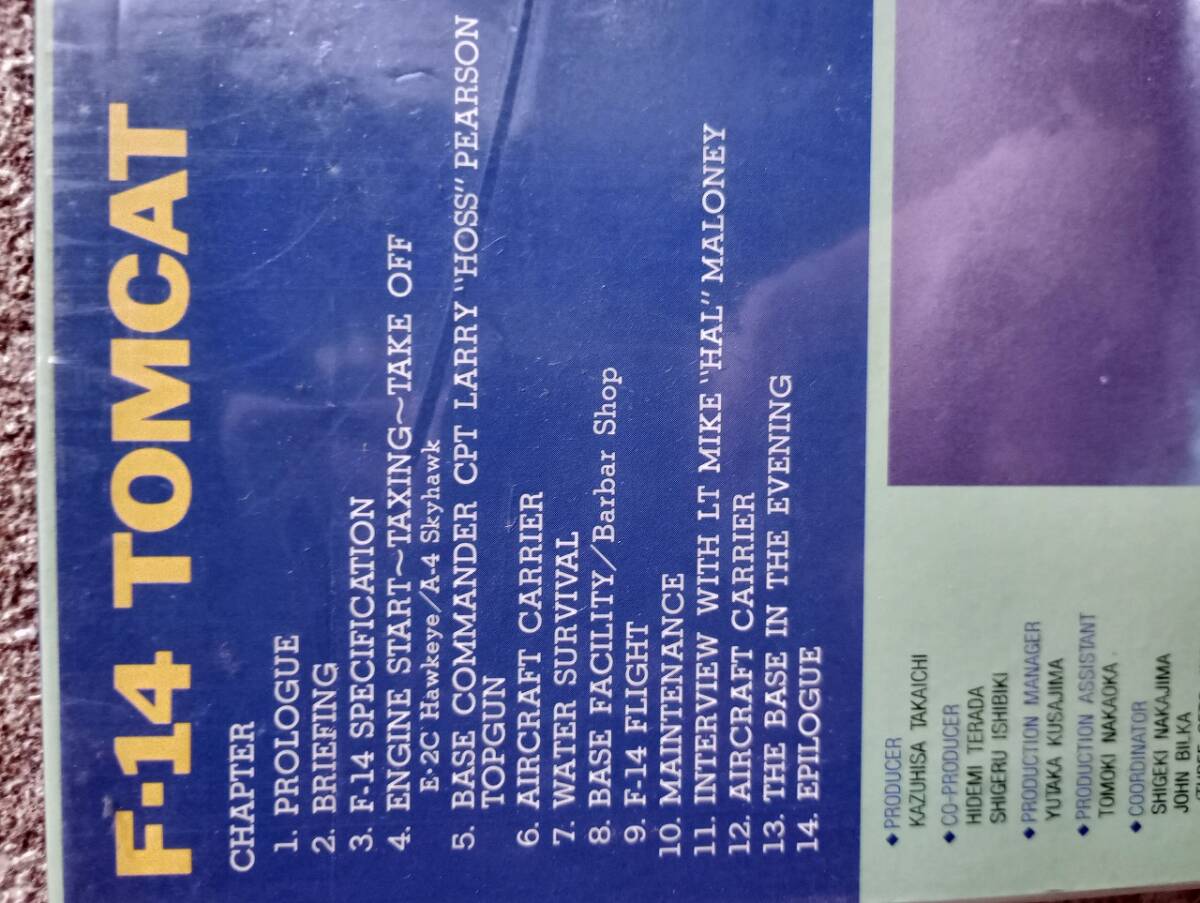 F-14 TOMCAT
CHAPTER
1. PROLOGUE
2. BRIEFING
3. F-14 SPECIFICATION
4. ENGINE START~TAXING~TAKE OFF
E·2C Hawkeye/A-4 Skyhawk
5. BASE COMMANDER CPT LARRY "HOSS" PEARSON
TOPGUN
6. AIRCRAFT CARRIER
7. WATER SURVIVAL
8. BASE FACILITY/Barbar Shop
9. F-14 FLIGHT
10. MAINTENANCE
11. INTERVIEW WITH LT MIKE "HAL" MALONEY
12. AIRCRAFT CARRIER
13. THE BASE IN THE EVENING
14. EPILOGUE
◆PRODUCER
KAZUHISA TAKAICHI
◆CO-PRODUCER
HIDEMI TERADA
SHIGERU ISHIBIKI
◆PRODUCTION MANAGER
YUTAKA KUSAJIMA
◆PRODUCTION ASSISTANT
TOMOKI NAKAOKA
◆COORDINATOR
SHIGEKI NAKAJIMA
JOHN BILKA